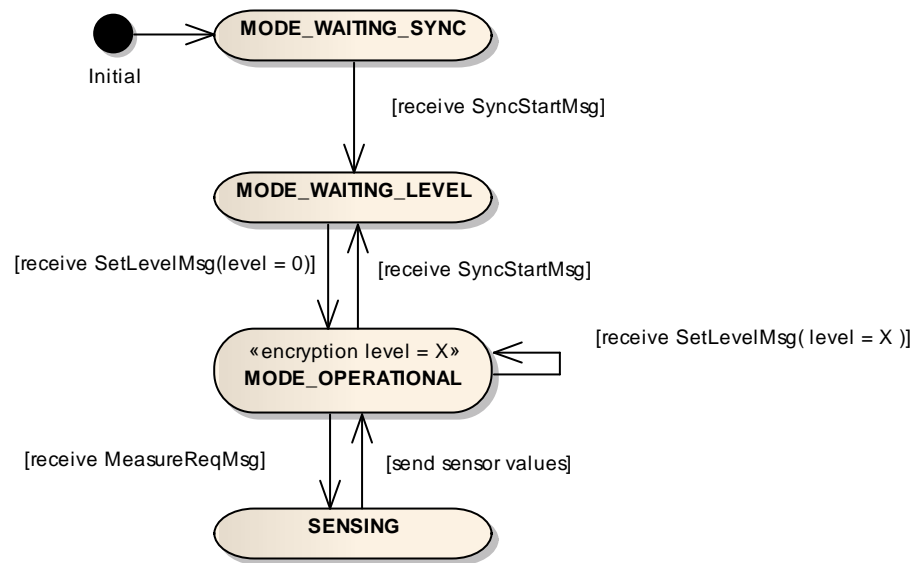 MODE_WAITING_SYNC
Initial
[receive SyncStartMsg]
MODE_WAITING_LEVEL
[receive SetLevelMsg(level = 0)]
[receive SyncStartMsg]
«encryption level = X»
MODE_OPERATIONAL
[receive SetLevelMsg( level = X )]
[receive MeasureReqMsg]
[send sensor values]
SENSING